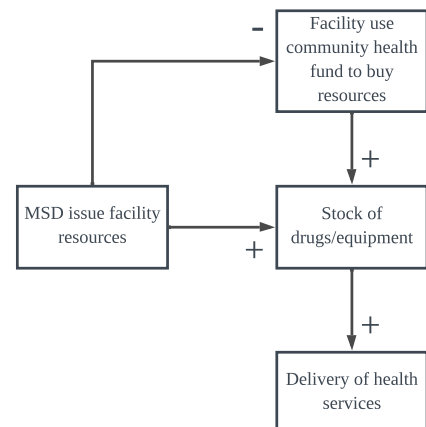 -
Facility use
community health
fund to buy
resources
+
MSD issue facility
resources
+
Stock of
drugs/equipment
+
Delivery of health
services